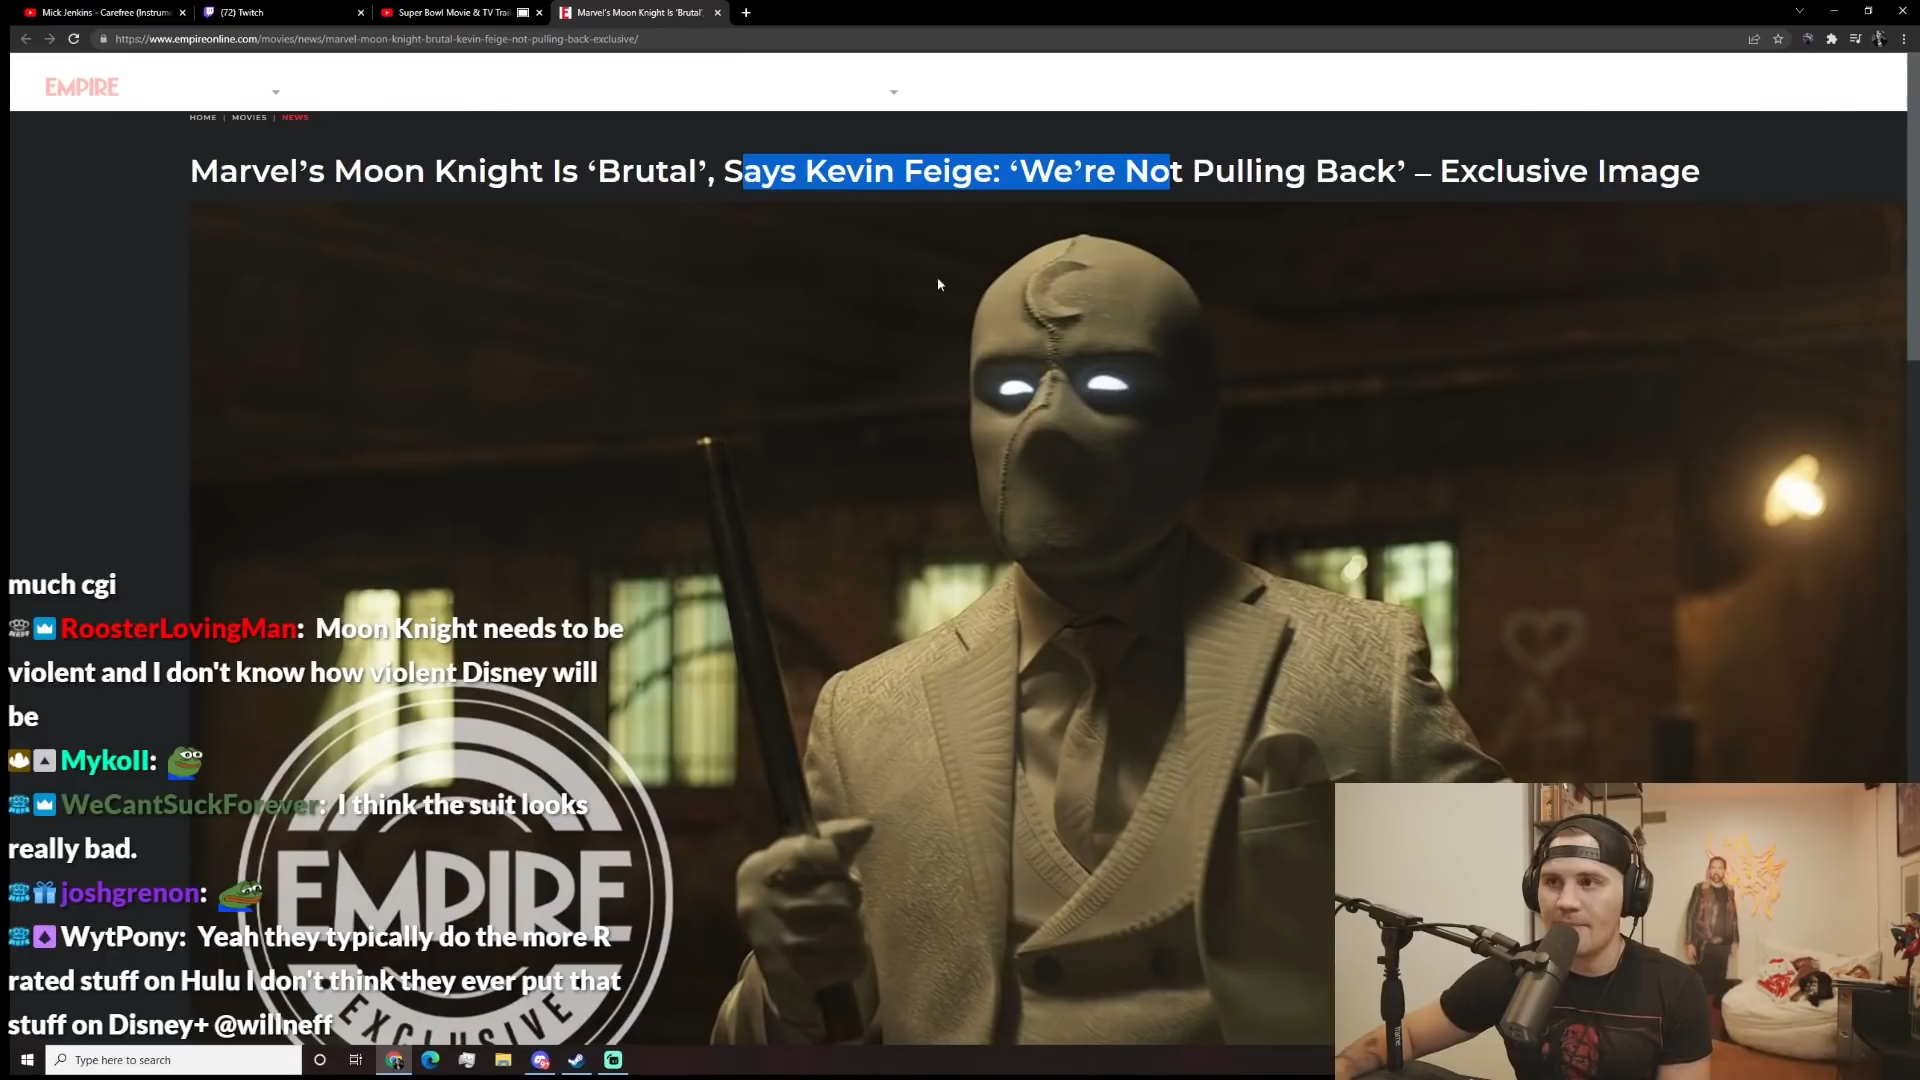 Mick Jenkins - Carefree (Instrum
(72) Twitch
Super Bowl Movie & TV Trail
Marvel's Moon Knight Is 'Brutal',
https://www.empireonline.com/movies/news/marvel-moon-knight-brutal-kevin-feige-not-pulling-back-exclusive/
EMPIRE
HOME | MOVIES | NEWS
Marvel’s Moon Knight Is ‘Brutal’, Says Kevin Feige: ‘We’re Not Pulling Back’ – Exclusive Image
much cgi
RoosterLovingMan: Moon Knight needs to be
violent and I don't know how violent Disney will
be
Mykoll:
WeCantSuckForever: I think the suit looks
really bad.
joshgrenon:
WytPony: Yeah they typically do the more R
rated stuff on Hulu I don't think they ever put that
stuff on Disney+ @willneff
EMPIRE
EXCLUSIVE
Type here to search